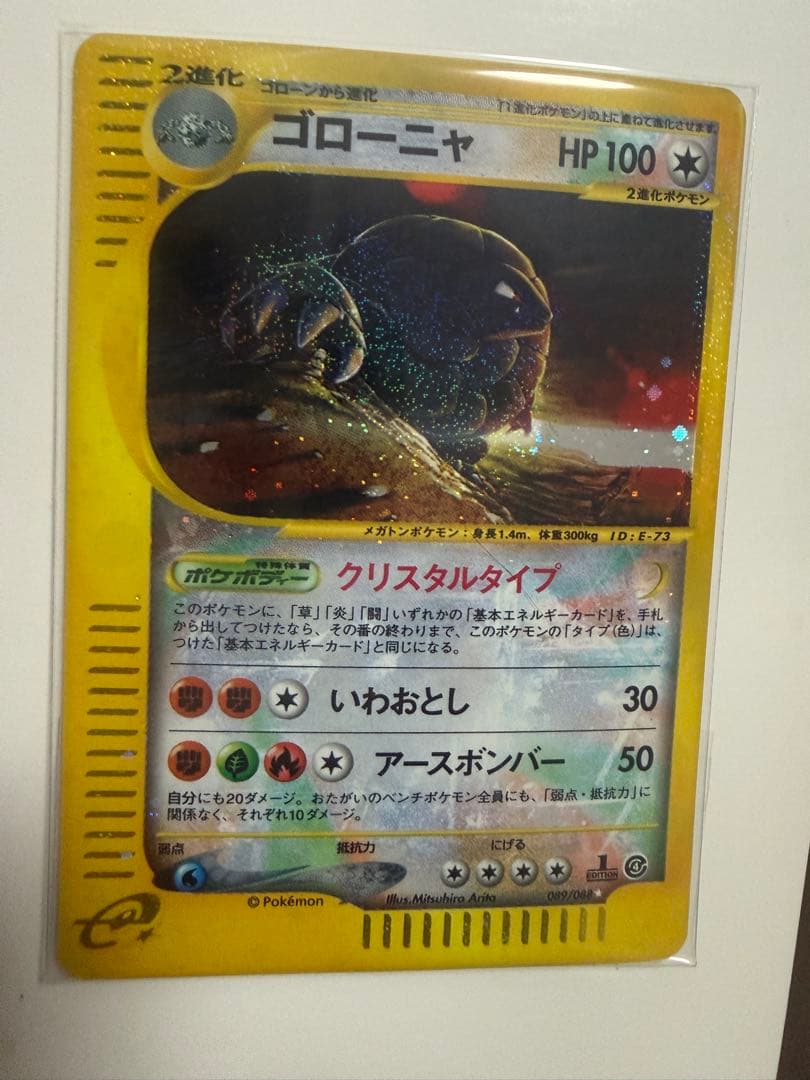 2進化
ゴローンから進化
「1進化ポケモン」の上に重ねて進化させます。
ゴローニャ
HP 100
2進化ポケモン
メガトンポケモン：身長1.4m、体重300kg ID:E-73
特殊体質
ポケボディー
クリスタルタイプ
このポケモンに、「草」「炎」「闘」いずれかの「基本エネルギーカード」を、手札
から出してつけたなら、その番の終わりまで、このポケモンの「タイプ（色）」は、
つけた「基本エネルギーカード」と同じになる。
いわおとし 30
アースボンバー 50
自分にも20ダメージ。おたがいのベンチポケモン全員にも、「弱点・抵抗力」に
関係なく、それぞれ10ダメージ。
弱点 抵抗力 にげる
1 EDITION 4
© Pokémon Illus.Mitsuhiro Arita 089/088
e